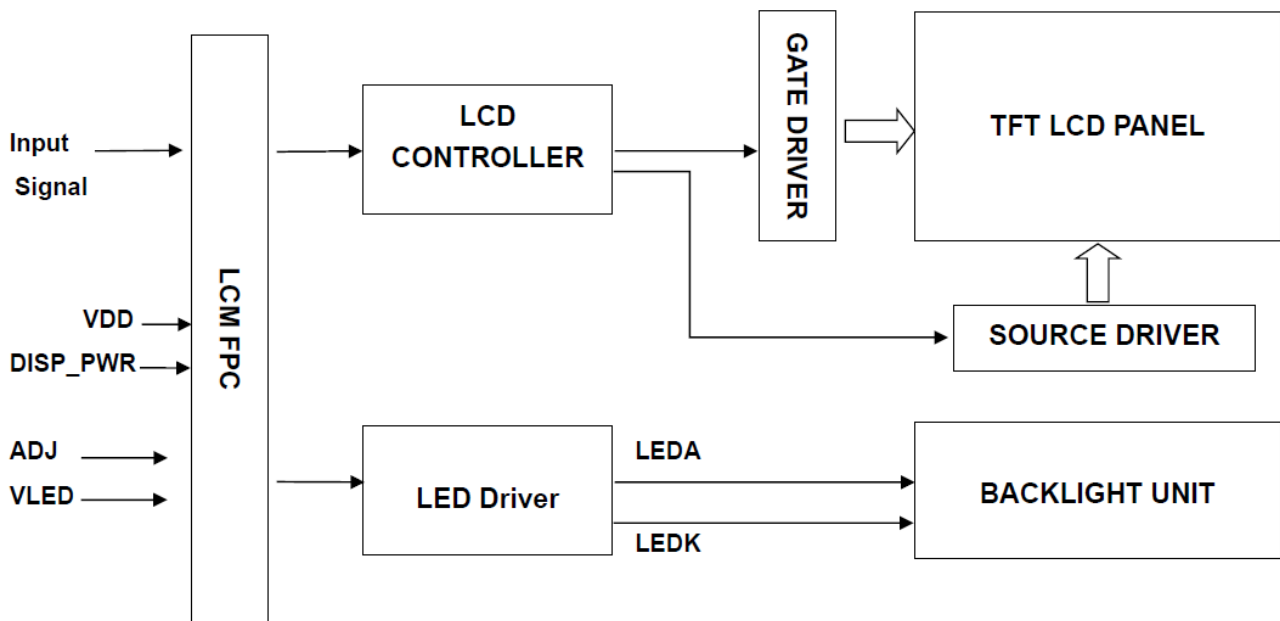 Input
Signal
VDD
DISP_PWR
ADJ
VLED
LCM FPC
LCD
CONTROLLER
GATE DRIVER
TFT LCD PANEL
SOURCE DRIVER
LED Driver
LEDA
LEDK
BACKLIGHT UNIT